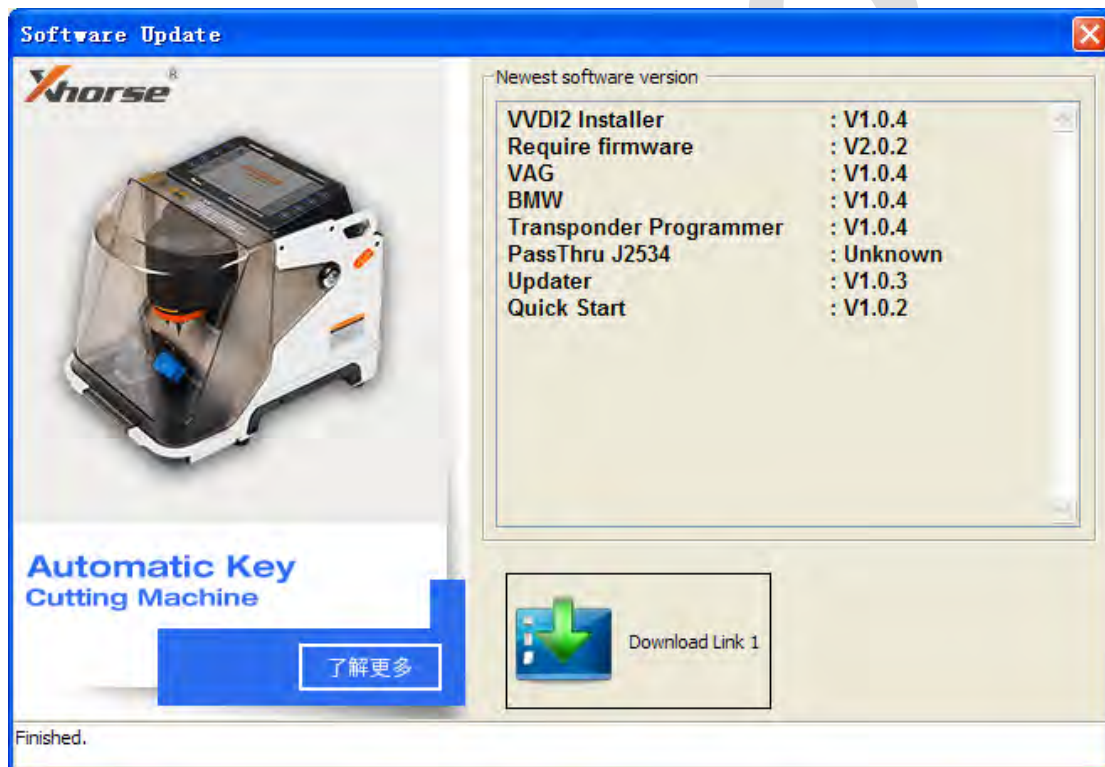 Software Update
Xhorse®
Newest software version
VVDI2 Installer : V1.0.4
Require firmware : V2.0.2
VAG : V1.0.4
BMW : V1.0.4
Transponder Programmer : V1.0.4
PassThru J2534 : Unknown
Updater : V1.0.3
Quick Start : V1.0.2
Automatic Key
Cutting Machine
了解更多
Download Link 1
Finished.